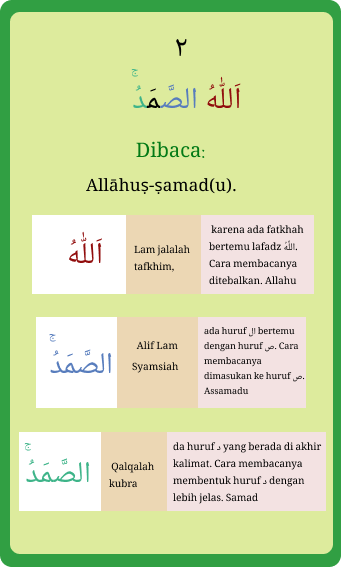 ٢
اَللّٰهُ الصَّمَدُۚ
Dibaca:
Allāhuṣ-ṣamad(u).
اَللّٰهُ
Lam jalalah
tafkhim,
karena ada fatkhah
bertemu lafadz اللّٰهُ.
Cara membacanya
ditebalkan. Allahu
الصَّمَدُۚ
Alif Lam
Syamsiah
ada huruf ال bertemu
dengan huruf ص. Cara
membacanya
dimasukan ke huruf ص.
Assamadu
الصَّمَدُۚ
Qalqalah
kubra
da huruf د yang berada di akhir
kalimat. Cara membacanya
membentuk huruf د dengan
lebih jelas. Samad